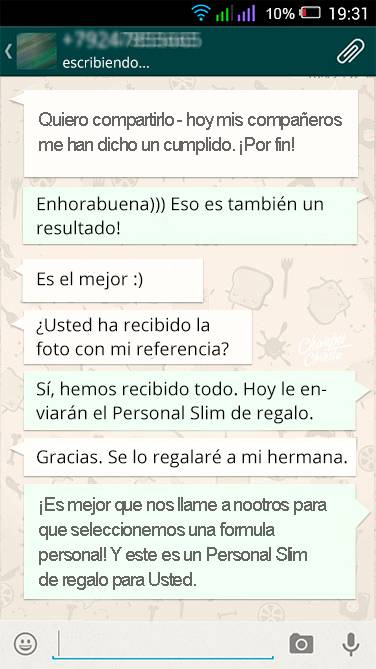 10% 19:31
escribiendo...
Quiero compartirlo - hoy mis compañeros
me han dicho un cumplido. ¡Por fin!
Enhorabuena))) Eso es también un
resultado!
Es el mejor :)
¿Usted ha recibido la
foto con mi referencia?
Sí, hemos recibido todo. Hoy le en-
viarán el Personal Slim de regalo.
Gracias. Se lo regalaré a mi hermana.
¡Es mejor que nos llame a nootros para
que seleccionemos una formula
personal! Y este es un Personal Slim
de regalo para Usted.